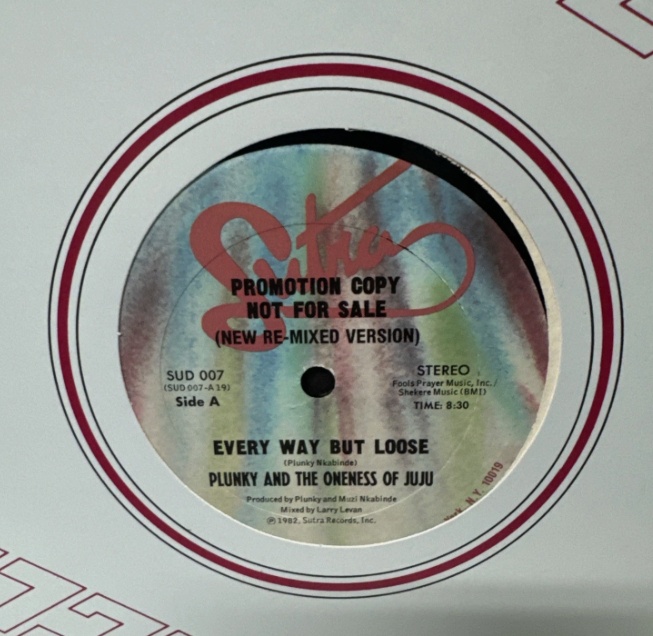 Sutra
PROMOTION COPY
NOT FOR SALE
(NEW RE-MIXED VERSION)
SUD 007
(SUD 007-A 19)
Side A
STEREO
Fools Prayer Music, Inc./
Shekere Music (BMI)
TIME: 8:30
EVERY WAY BUT LOOSE
(Plunky Nkabinde)
PLUNKY AND THE ONENESS OF JUJU
Produced by Plunky and Muzi Nkabinde
Mixed by Larry Levan
℗ 1982, Sutra Records, Inc.
N.Y. 10019